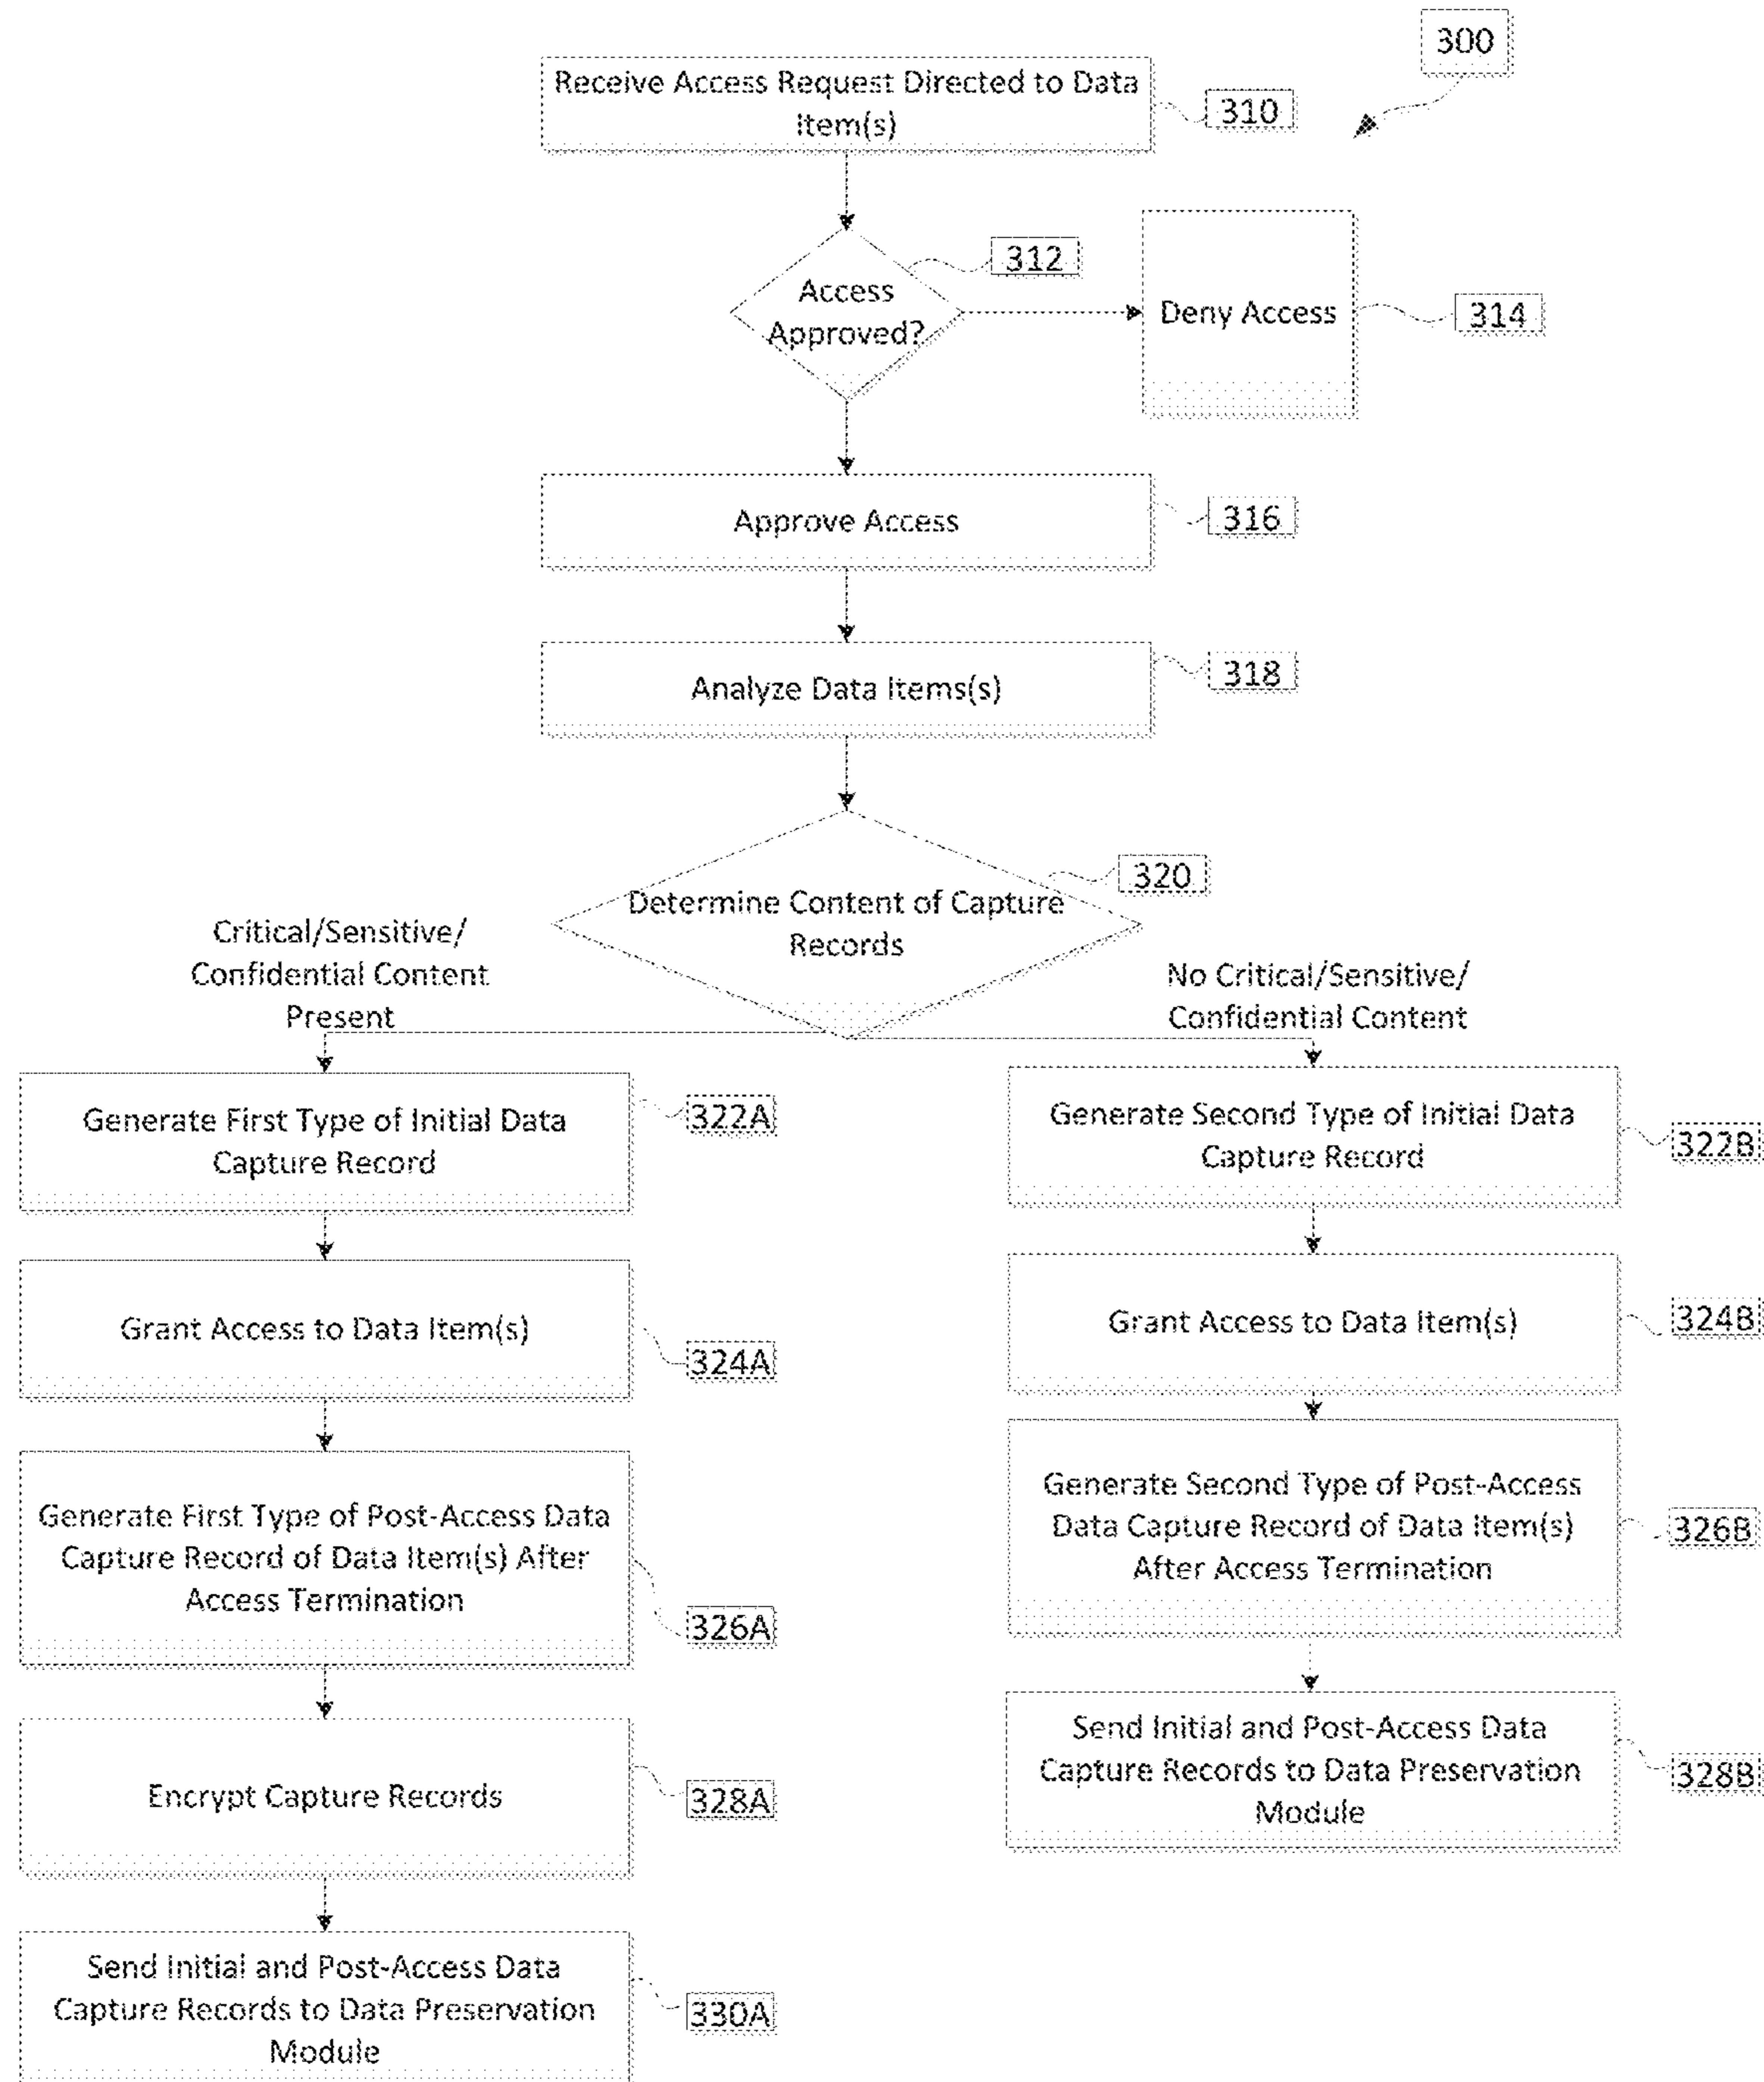 300
Receive Access Request Directed to Data
Item(s)
310
312
Access
Approved?
Deny Access
314
Approve Access
316
Analyze Data Items(s)
318
320
Determine Content of Capture
Records
Critical/Sensitive/
Confidential Content
Present
No Critical/Sensitive/
Confidential Content
Generate First Type of Initial Data
Capture Record
322A
Generate Second Type of Initial Data
Capture Record
322B
Grant Access to Data Item(s)
324A
Grant Access to Data Item(s)
324B
Generate First Type of Post-Access Data
Capture Record of Data Item(s) After
Access Termination
326A
Generate Second Type of Post-Access
Data Capture Record of Data Item(s)
After Access Termination
326B
Encrypt Capture Records
328A
Send Initial and Post-Access Data
Capture Records to Data Preservation
Module
328B
Send Initial and Post-Access Data
Capture Records to Data Preservation
Module
330A